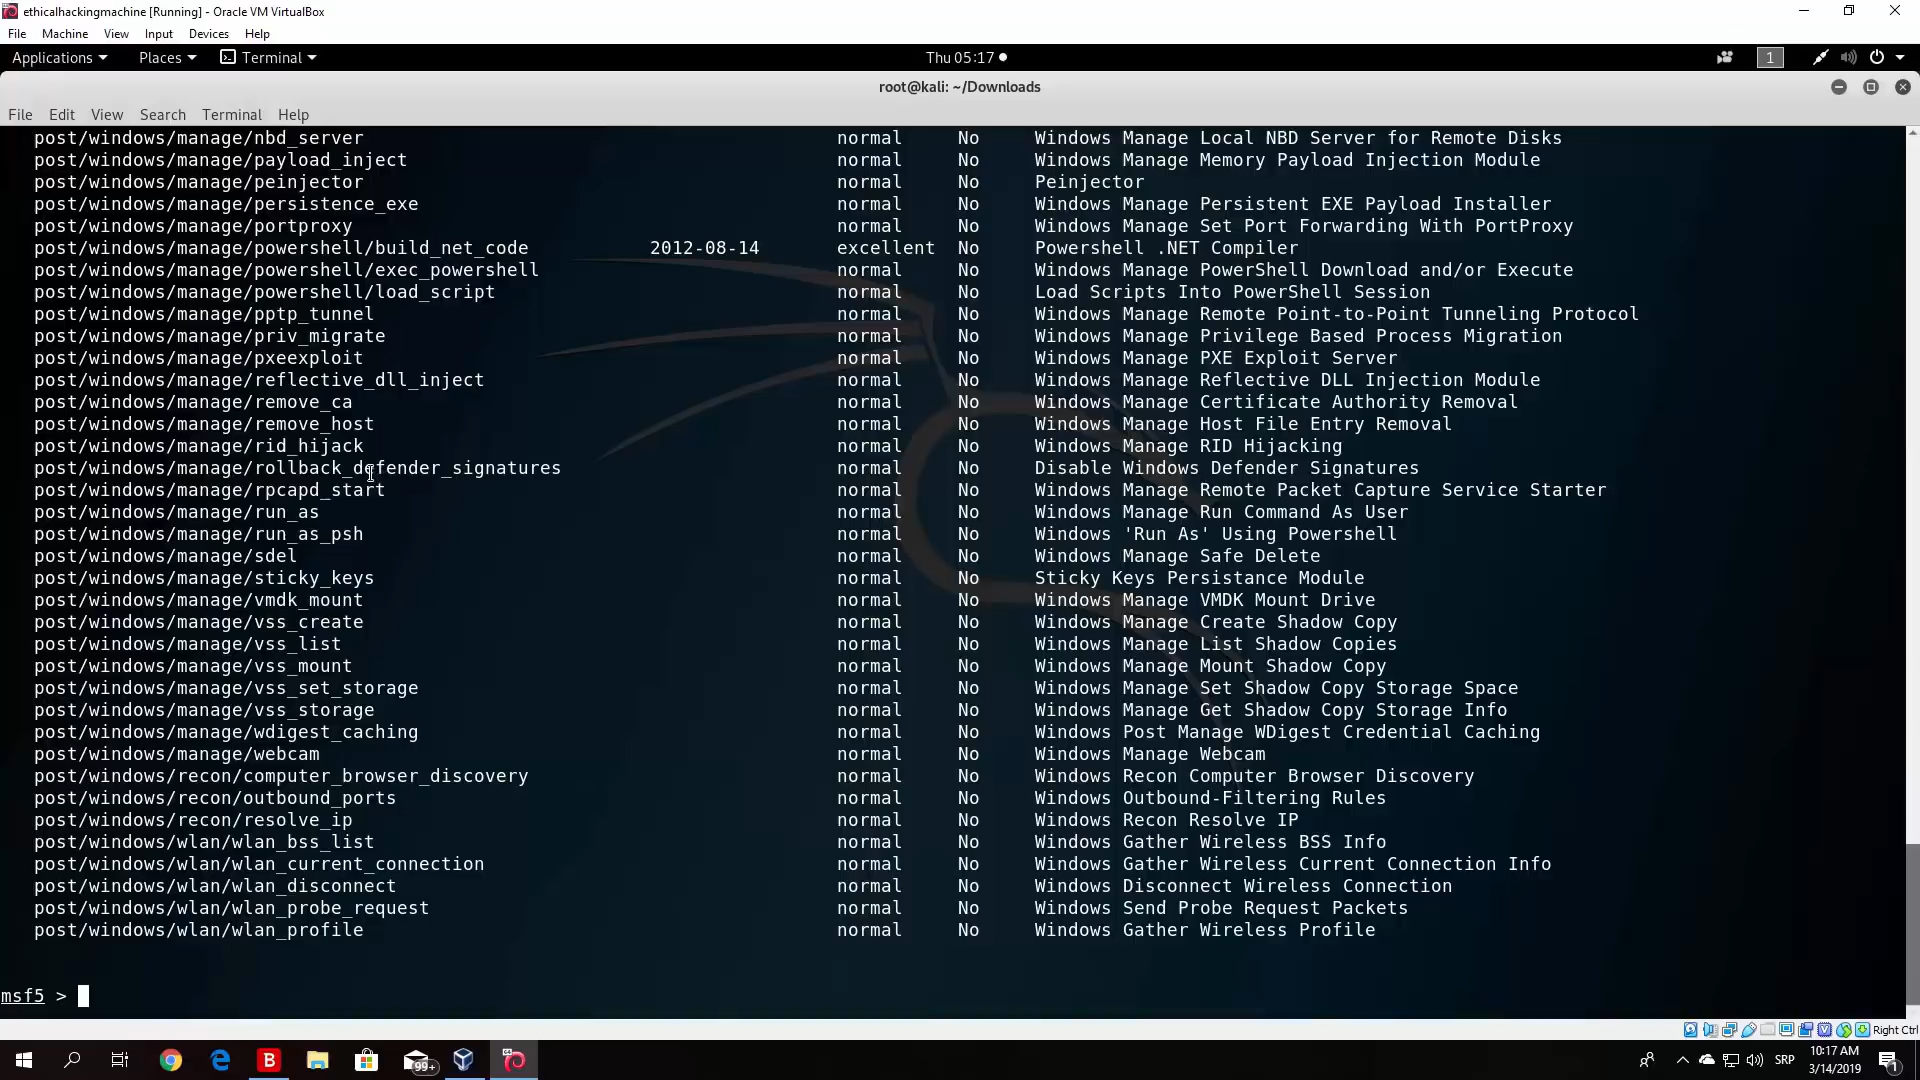 ethicalhackingmachine [Running] - Oracle VM VirtualBox
File Machine View Input Devices Help
Applications Places Terminal Thu 05:17 1
root@kali: ~/Downloads
File Edit View Search Terminal Help
post/windows/manage/nbd_server normal No Windows Manage Local NBD Server for Remote Disks
post/windows/manage/payload_inject normal No Windows Manage Memory Payload Injection Module
post/windows/manage/peinjector normal No Peinjector
post/windows/manage/persistence_exe normal No Windows Manage Persistent EXE Payload Installer
post/windows/manage/portproxy normal No Windows Manage Set Port Forwarding With PortProxy
post/windows/manage/powershell/build_net_code 2012-08-14 excellent No Powershell .NET Compiler
post/windows/manage/powershell/exec_powershell normal No Windows Manage PowerShell Download and/or Execute
post/windows/manage/powershell/load_script normal No Load Scripts Into PowerShell Session
post/windows/manage/pptp_tunnel normal No Windows Manage Remote Point-to-Point Tunneling Protocol
post/windows/manage/priv_migrate normal No Windows Manage Privilege Based Process Migration
post/windows/manage/pxeexploit normal No Windows Manage PXE Exploit Server
post/windows/manage/reflective_dll_inject normal No Windows Manage Reflective DLL Injection Module
post/windows/manage/remove_ca normal No Windows Manage Certificate Authority Removal
post/windows/manage/remove_host normal No Windows Manage Host File Entry Removal
post/windows/manage/rid_hijack normal No Windows Manage RID Hijacking
post/windows/manage/rollback_defender_signatures normal No Disable Windows Defender Signatures
post/windows/manage/rpcapd_start normal No Windows Manage Remote Packet Capture Service Starter
post/windows/manage/run_as normal No Windows Manage Run Command As User
post/windows/manage/run_as_psh normal No Windows 'Run As' Using Powershell
post/windows/manage/sdel normal No Windows Manage Safe Delete
post/windows/manage/sticky_keys normal No Sticky Keys Persistance Module
post/windows/manage/vmdk_mount normal No Windows Manage VMDK Mount Drive
post/windows/manage/vss_create normal No Windows Manage Create Shadow Copy
post/windows/manage/vss_list normal No Windows Manage List Shadow Copies
post/windows/manage/vss_mount normal No Windows Manage Mount Shadow Copy
post/windows/manage/vss_set_storage normal No Windows Manage Set Shadow Copy Storage Space
post/windows/manage/vss_storage normal No Windows Manage Get Shadow Copy Storage Info
post/windows/manage/wdigest_caching normal No Windows Post Manage WDigest Credential Caching
post/windows/manage/webcam normal No Windows Manage Webcam
post/windows/recon/computer_browser_discovery normal No Windows Recon Computer Browser Discovery
post/windows/recon/outbound_ports normal No Windows Outbound-Filtering Rules
post/windows/recon/resolve_ip normal No Windows Recon Resolve IP
post/windows/wlan/wlan_bss_list normal No Windows Gather Wireless BSS Info
post/windows/wlan/wlan_current_connection normal No Windows Gather Wireless Current Connection Info
post/windows/wlan/wlan_disconnect normal No Windows Disconnect Wireless Connection
post/windows/wlan/wlan_probe_request normal No Windows Send Probe Request Packets
post/windows/wlan/wlan_profile normal No Windows Gather Wireless Profile
msf5 >
Right Ctrl
B 99+ SRP 10:17 AM 1
3/14/2019